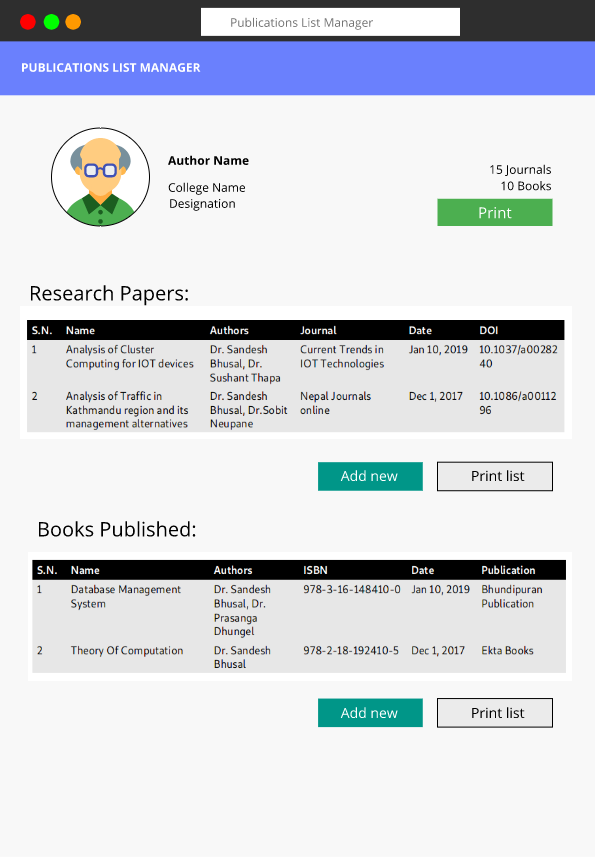 Publications List Manager
PUBLICATIONS LIST MANAGER
Author Name
College Name
Designation
15 Journals
10 Books
Print
Research Papers:
S.N. Name Authors Journal Date DOI
1 Analysis of Cluster Dr. Sandesh Current Trends in Jan 10, 2019 10.1037/a00282
Computing for IOT devices Bhusal, Dr. IOT Technologies 40
Sushant Thapa
2 Analysis of Traffic in Dr. Sandesh Nepal Journals Dec 1, 2017 10.1086/a00112
Kathmandu region and its Bhusal, Dr.Sobit online 96
management alternatives Neupane
Add new Print list
Books Published:
S.N. Name Authors ISBN Date Publication
1 Database Management Dr. Sandesh 978-3-16-148410-0 Jan 10, 2019 Bhundipuran
System Bhusal, Dr. Publication
Prasanga
Dhungel
2 Theory Of Computation Dr. Sandesh 978-2-18-192410-5 Dec 1, 2017 Ekta Books
Bhusal
Add new Print list